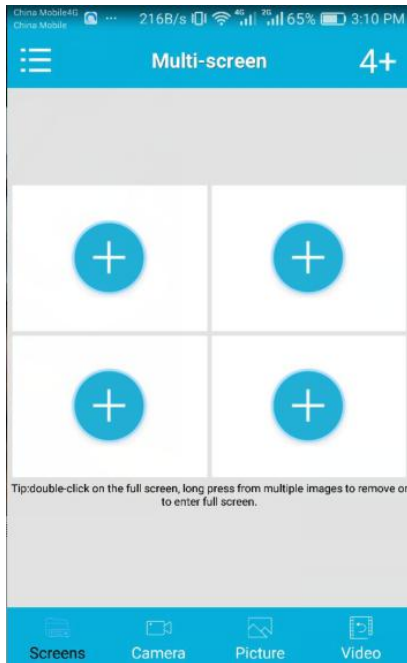 China Mobile4G ... 216B/s 4G 2G 65% 3:10 PM
China Mobile
Multi-screen 4+
Tip:double-click on the full screen, long press from multiple images to remove or
to enter full screen.
Screens Camera Picture Video